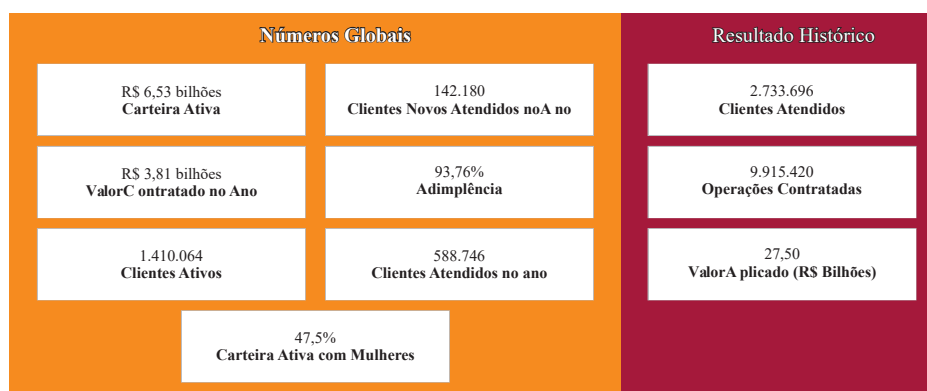 Números Globais
R$ 6,53 bilhões
Carteira Ativa
142.180
Clientes Novos Atendidos noA no
R$ 3,81 bilhões
ValorC ontratado no Ano
93,76%
Adimplência
1.410.064
Clientes Ativos
588.746
Clientes Atendidos no ano
47,5%
Carteira Ativa com Mulheres
Resultado Histórico
2.733.696
Clientes Atendidos
9.915.420
Operações Contratadas
27,50
ValorA plicado (R$ Bilhões)